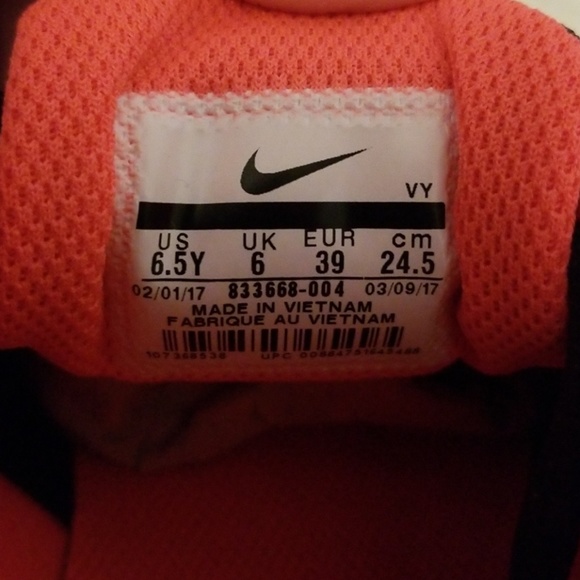 VY
US UK EUR cm
6.5Y 6 39 24.5
02/01/17 833668-004 03/09/17
MADE IN VIETNAM
FABRIQUE AU VIETNAM
UPC